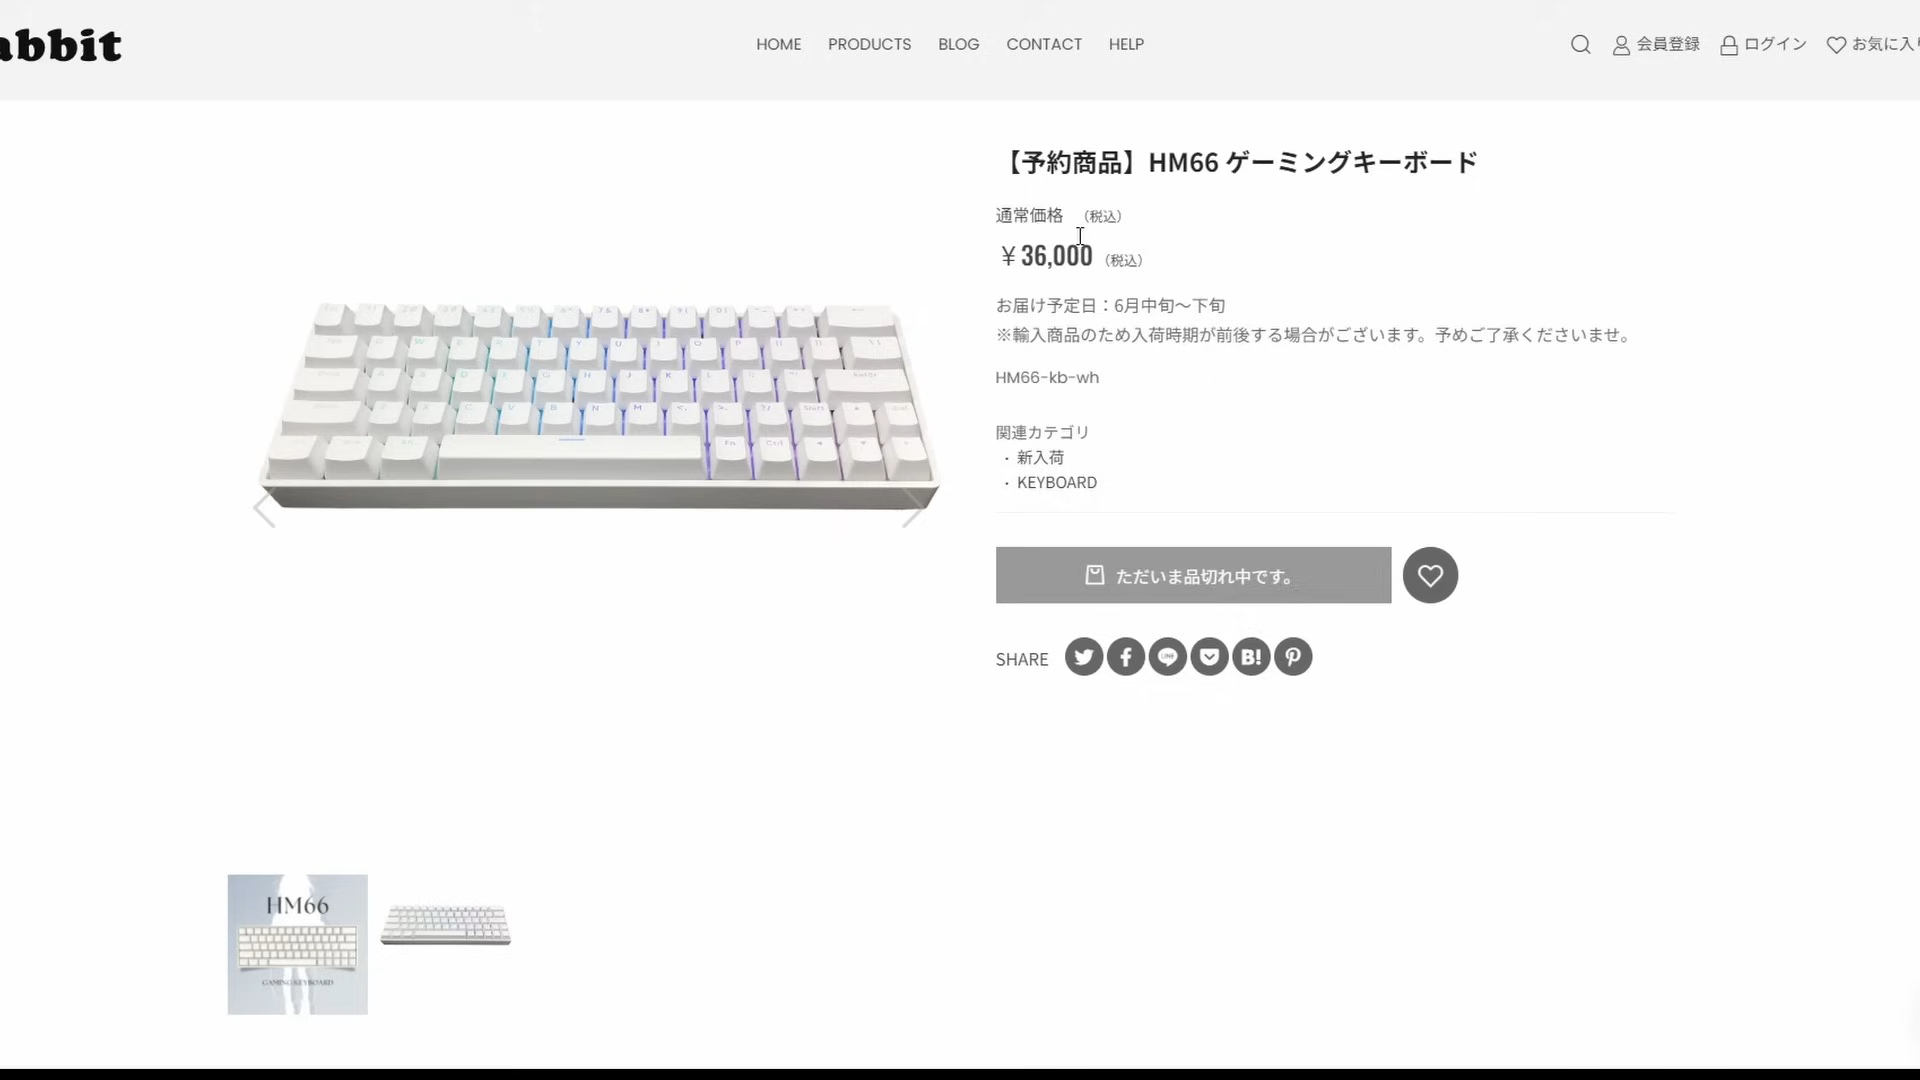 abbit
HOME PRODUCTS BLOG CONTACT HELP
会員登録 ログイン お気に入り
【予約商品】HM66 ゲーミングキーボード
通常価格 （税込）
￥36,000（税込）
お届け予定日：6月中旬〜下旬
※輸入商品のため入荷時期が前後する場合がございます。予めご了承くださいませ。
HM66-kb-wh
関連カテゴリ
・新入荷
・KEYBOARD
ただいま品切れ中です。
SHARE
LINE
B!
HM66
GAMING KEYBOARD